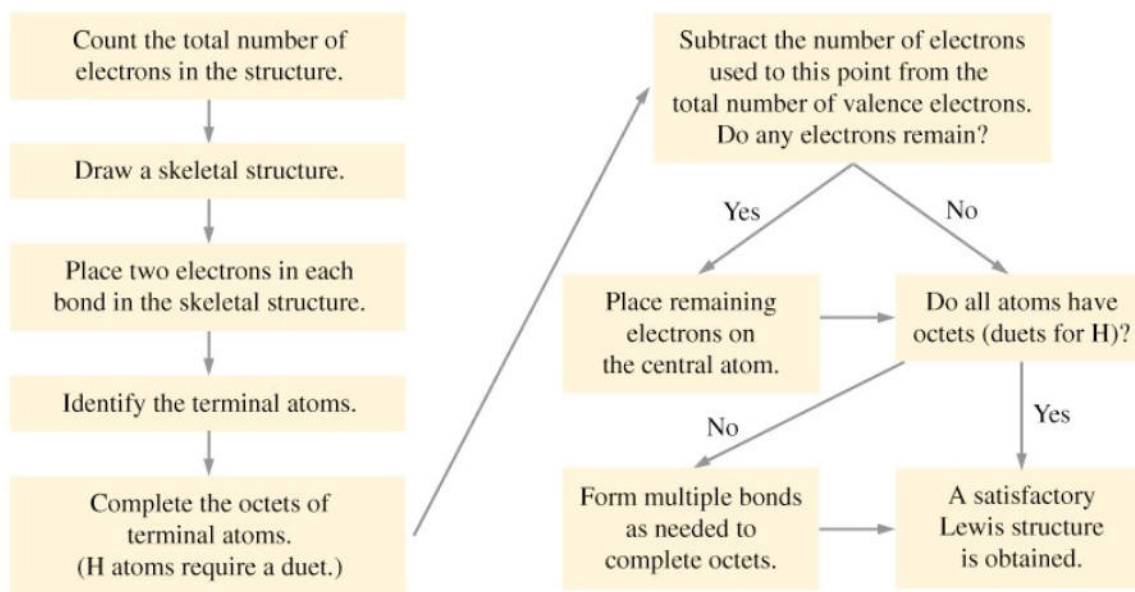 Count the total number of
electrons in the structure.
Draw a skeletal structure.
Place two electrons in each
bond in the skeletal structure.
Identify the terminal atoms.
Complete the octets of
terminal atoms.
(H atoms require a duet.)
Subtract the number of electrons
used to this point from the
total number of valence electrons.
Do any electrons remain?
Yes
No
Place remaining
electrons on
the central atom.
Do all atoms have
octets (duets for H)?
No
Yes
Form multiple bonds
as needed to
complete octets.
A satisfactory
Lewis structure
is obtained.